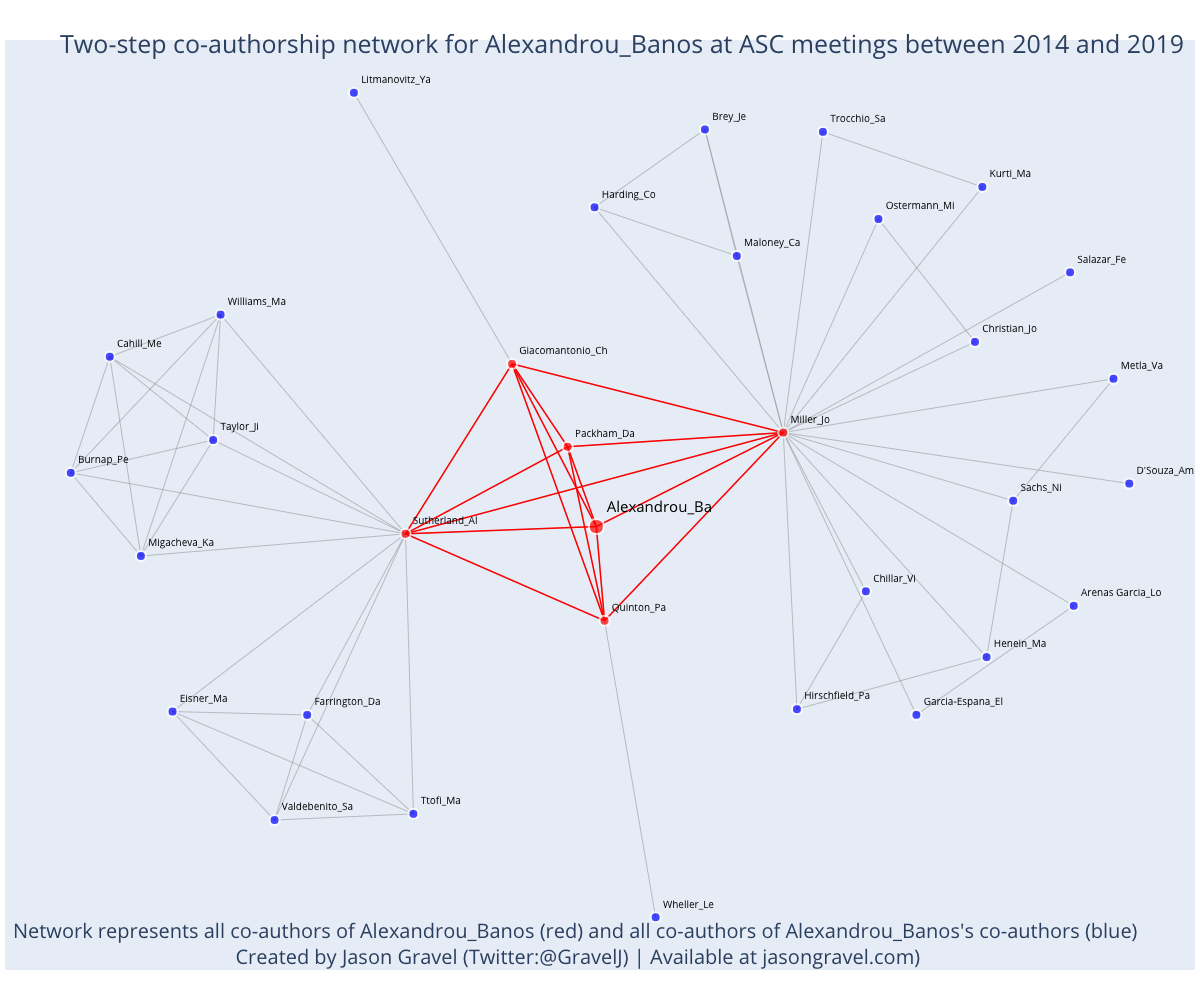 Two-step co-authorship network for Alexandrou_Banos at ASC meetings between 2014 and 2019
Litmanovitz_Ya
Brey_Je
Trocchio_Sa
Kurti_Ma
Harding_Co
Ostermann_Mi
Maloney_Ca
Salazar_Fe
Williams_Ma
Christian_Jo
Cahill_Me
Giacomantonio_Ch
Metla_Va
Miller_Jo
Taylor_Ji
Packham_Da
Burnap_Pe
D'Souza_Am
Sachs_Ni
Alexandrou_Ba
Sutherland_Al
Migacheva_Ka
Chillar_Vi
Arenas Garcia_Lo
Quinton_Pa
Henein_Ma
Hirschfield_Pa
Eisner_Ma
Farrington_Da
Garcia-Espana_El
Ttofi_Ma
Valdebenito_Sa
Wheller_Le
Network represents all co-authors of Alexandrou_Banos (red) and all co-authors of Alexandrou_Banos's co-authors (blue)
Created by Jason Gravel (Twitter:@GravelJ) | Available at jasongravel.com)